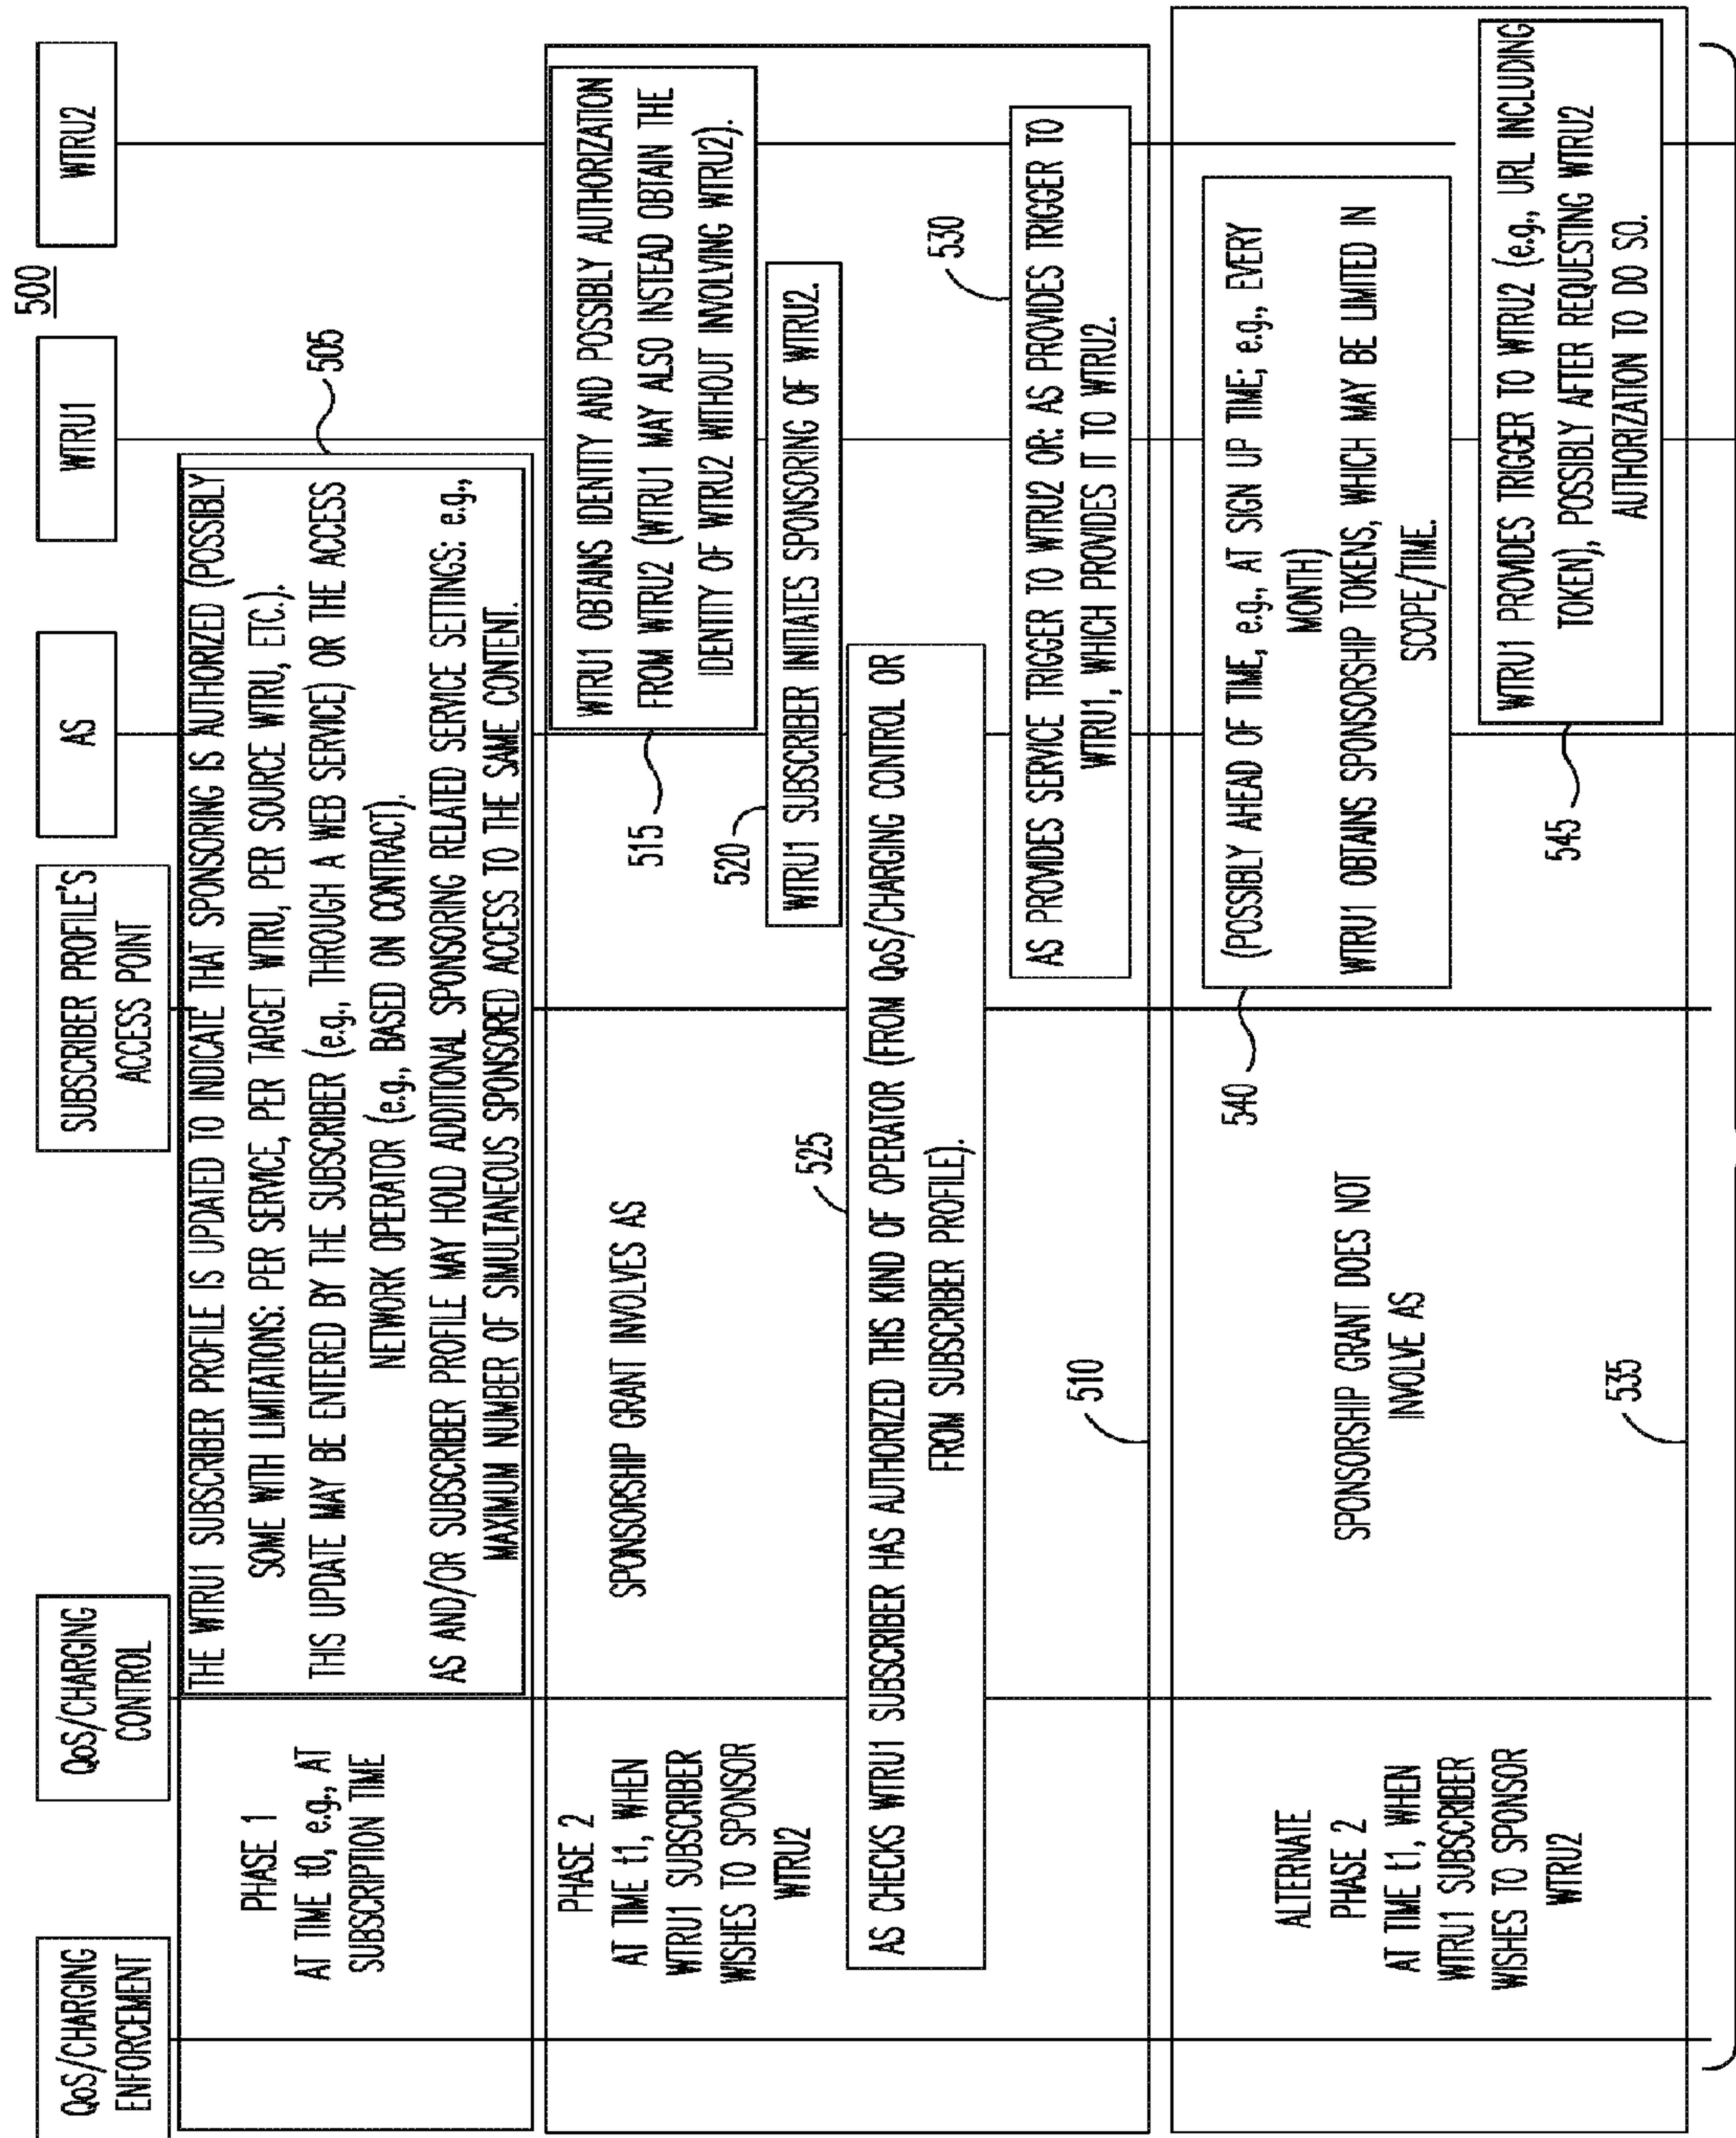 500
QoS/CHARGING
ENFORCEMENT
QoS/CHARGING
CONTROL
SUBSCRIBER PROFILE'S
ACCESS POINT
AS
WTRU1
WTRU2
PHASE 1
AT TIME t0, e.g., AT
SUBSCRIPTION TIME
THE WTRU1 SUBSCRIBER PROFILE IS UPDATED TO INDICATE THAT SPONSORING IS AUTHORIZED (POSSIBLY
SOME WITH LIMITATIONS: PER SERVICE, PER TARGET WTRU, PER SOURCE WTRU, ETC.).
THIS UPDATE MAY BE ENTERED BY THE SUBSCRIBER (e.g., THROUGH A WEB SERVICE) OR THE ACCESS
NETWORK OPERATOR (e.g., BASED ON CONTRACT).
AS AND/OR SUBSCRIBER PROFILE MAY HOLD ADDITIONAL SPONSORING RELATED SERVICE SETTINGS: e.g.,
MAXIMUM NUMBER OF SIMULTANEOUS SPONSORED ACCESS TO THE SAME CONTENT.
505
PHASE 2
AT TIME t1, WHEN
WTRU1 SUBSCRIBER
WISHES TO SPONSOR
WTRU2
SPONSORSHIP GRANT INVOLVES AS
WTRU1 OBTAINS IDENTITY AND POSSIBLY AUTHORIZATION
FROM WTRU2 (WTRU1 MAY ALSO INSTEAD OBTAIN THE
IDENTITY OF WTRU2 WITHOUT INVOLVING WTRU2).
515
520
WTRU1 SUBSCRIBER INITIATES SPONSORING OF WTRU2.
525
AS CHECKS WTRU1 SUBSCRIBER HAS AUTHORIZED THIS KIND OF OPERATOR (FROM QoS/CHARGING CONTROL OR
FROM SUBSCRIBER PROFILE).
530
AS PROVIDES SERVICE TRIGGER TO WTRU2 OR: AS PROVIDES TRIGGER TO
WTRU1, WHICH PROVIDES IT TO WTRU2.
510
ALTERNATE
PHASE 2
AT TIME t1, WHEN
WTRU1 SUBSCRIBER
WISHES TO SPONSOR
WTRU2
SPONSORSHIP GRANT DOES NOT
INVOLVE AS
540
(POSSIBLY AHEAD OF TIME, e.g., AT SIGN UP TIME; e.g., EVERY
MONTH)
WTRU1 OBTAINS SPONSORSHIP TOKENS, WHICH MAY BE LIMITED IN
SCOPE/TIME.
WTRU1 PROVIDES TRIGGER TO WTRU2 (e.g., URL INCLUDING
TOKEN), POSSIBLY AFTER REQUESTING WTRU2
AUTHORIZATION TO DO SO.
545
535